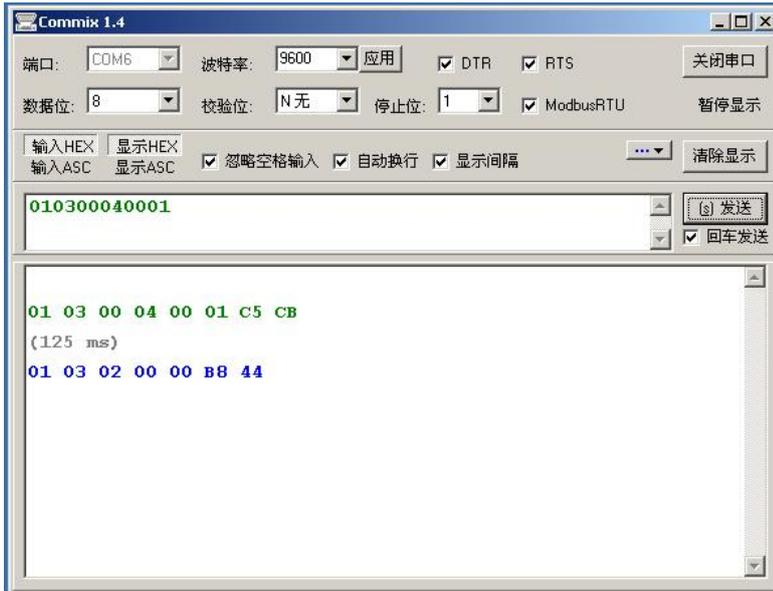 Commix 1.4
端口: COM6 波特率: 9600 应用 DTR RTS 关闭串口
数据位: 8 校验位: N 无 停止位: 1 ModbusRTU 暂停显示
输入HEX 显示HEX
输入ASC 显示ASC 忽略空格输入 自动换行 显示间隔 ... 清除显示
010300040001 (s) 发送
回车发送
01 03 00 04 00 01 C5 CB
(125 ms)
01 03 02 00 00 B8 44